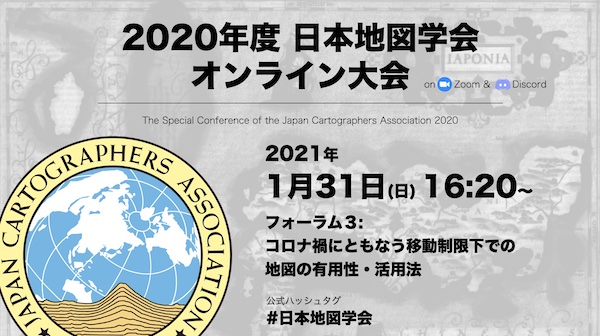 2020年度 日本地図学会
オンライン大会 on Zoom & Discord
IAPONIA
The Special Conference of the Japan Cartographers Association 2020
2021年
1月31日(日) 16:20~
フォーラム3:
コロナ禍にともなう移動制限下での
地図の有用性・活用法
公式ハッシュタグ
#日本地図学会
JAPAN CARTOGRAPHERS ASSOCIATION